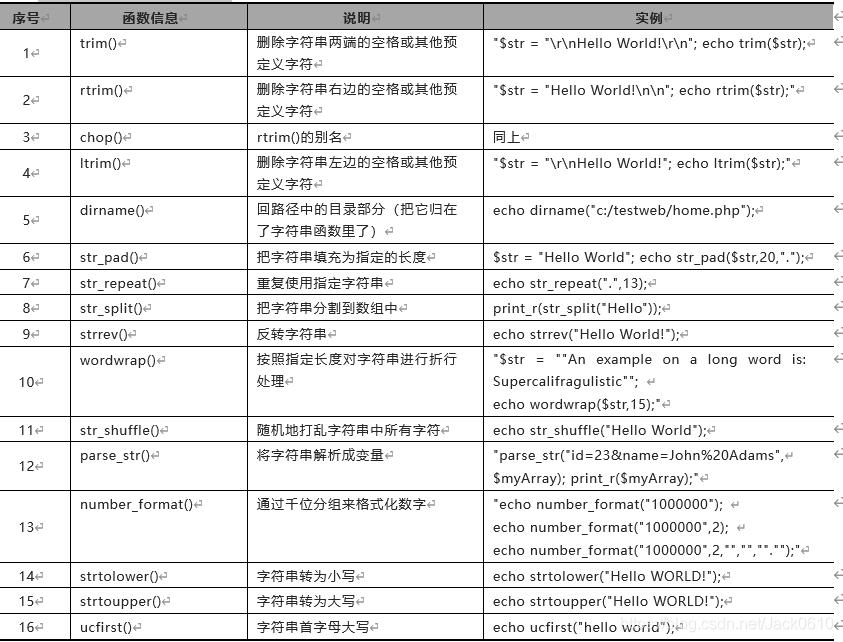 序号 函数信息 说明 实例
1 trim() 删除字符串两端的空格或其他预 "$str = "\r\nHello World!\r\n"; echo trim($str);
定义字符
2 rtrim() 删除字符串右边的空格或其他预 "$str = "Hello World!\n\n"; echo rtrim($str);"
定义字符
3 chop() rtrim()的别名 同上
4 ltrim() 删除字符串左边的空格或其他预 "$str = "\r\nHello World!"; echo ltrim($str);"
定义字符
5 dirname() 回路径中的目录部分（把它归在 echo dirname("c:/testweb/home.php");
了字符串函数里了）
6 str_pad() 把字符串填充为指定的长度 $str = "Hello World"; echo str_pad($str,20,".");
7 str_repeat() 重复使用指定字符串 echo str_repeat(".",13);
8 str_split() 把字符串分割到数组中 print_r(str_split("Hello"));
9 strrev() 反转字符串 echo strrev("Hello World!");
10 wordwrap() 按照指定长度对字符串进行折行 "$str = ""An example on a long word is:
处理 Supercalifragulistic"";
echo wordwrap($str,15);"
11 str_shuffle() 随机地打乱字符串中所有字符 echo str_shuffle("Hello World");
12 parse_str() 将字符串解析成变量 "parse_str("id=23&name=John%20Adams",
$myArray); print_r($myArray);"
13 number_format() 通过千位分组来格式化数字 "echo number_format("1000000");
echo number_format("1000000",2);
echo number_format("1000000",2,"","",""."");"
14 strtolower() 字符串转为小写 echo strtolower("Hello WORLD!");
15 strtoupper() 字符串转为大写 echo strtoupper("Hello WORLD!");
16 ucfirst() 字符串首字母大写 echo ucfirst("hello world");
https://blog.csdn.net/Jack0610